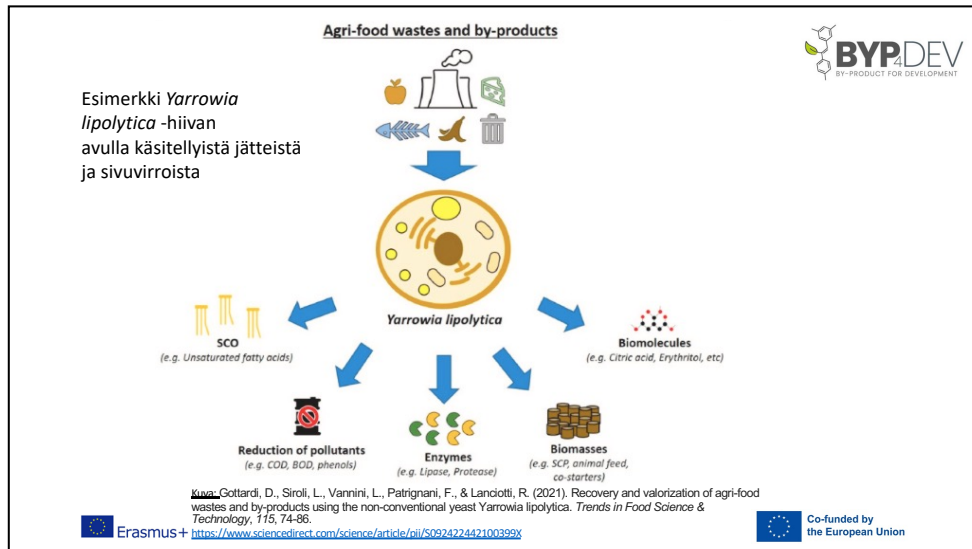 Agri-food wastes and by-products
BYP4DEV
BY-PRODUCT FOR DEVELOPMENT
Esimerkki Yarrowia
lipolytica -hiivan
avulla käsitellyistä jätteistä
ja sivuvirroista
Yarrowia lipolytica
SCO
(e.g. Unsaturated fatty acids)
Biomolecules
(e.g. Citric acid, Erythritol, etc)
Reduction of pollutants
(e.g. COD, BOD, phenols)
Enzymes
(e.g. Lipase, Protease)
Biomasses
(e.g. SCP, animal feed,
co-starters)
Kuva: Gottardi, D., Siroli, L., Vannini, L., Patrignani, F., & Lanciotti, R. (2021). Recovery and valorization of agri-food
wastes and by-products using the non-conventional yeast Yarrowia lipolytica. Trends in Food Science &
Technology, 115, 74-86.
https://www.sciencedirect.com/science/article/pii/S092422442100399X
Erasmus+
Co-funded by
the European Union